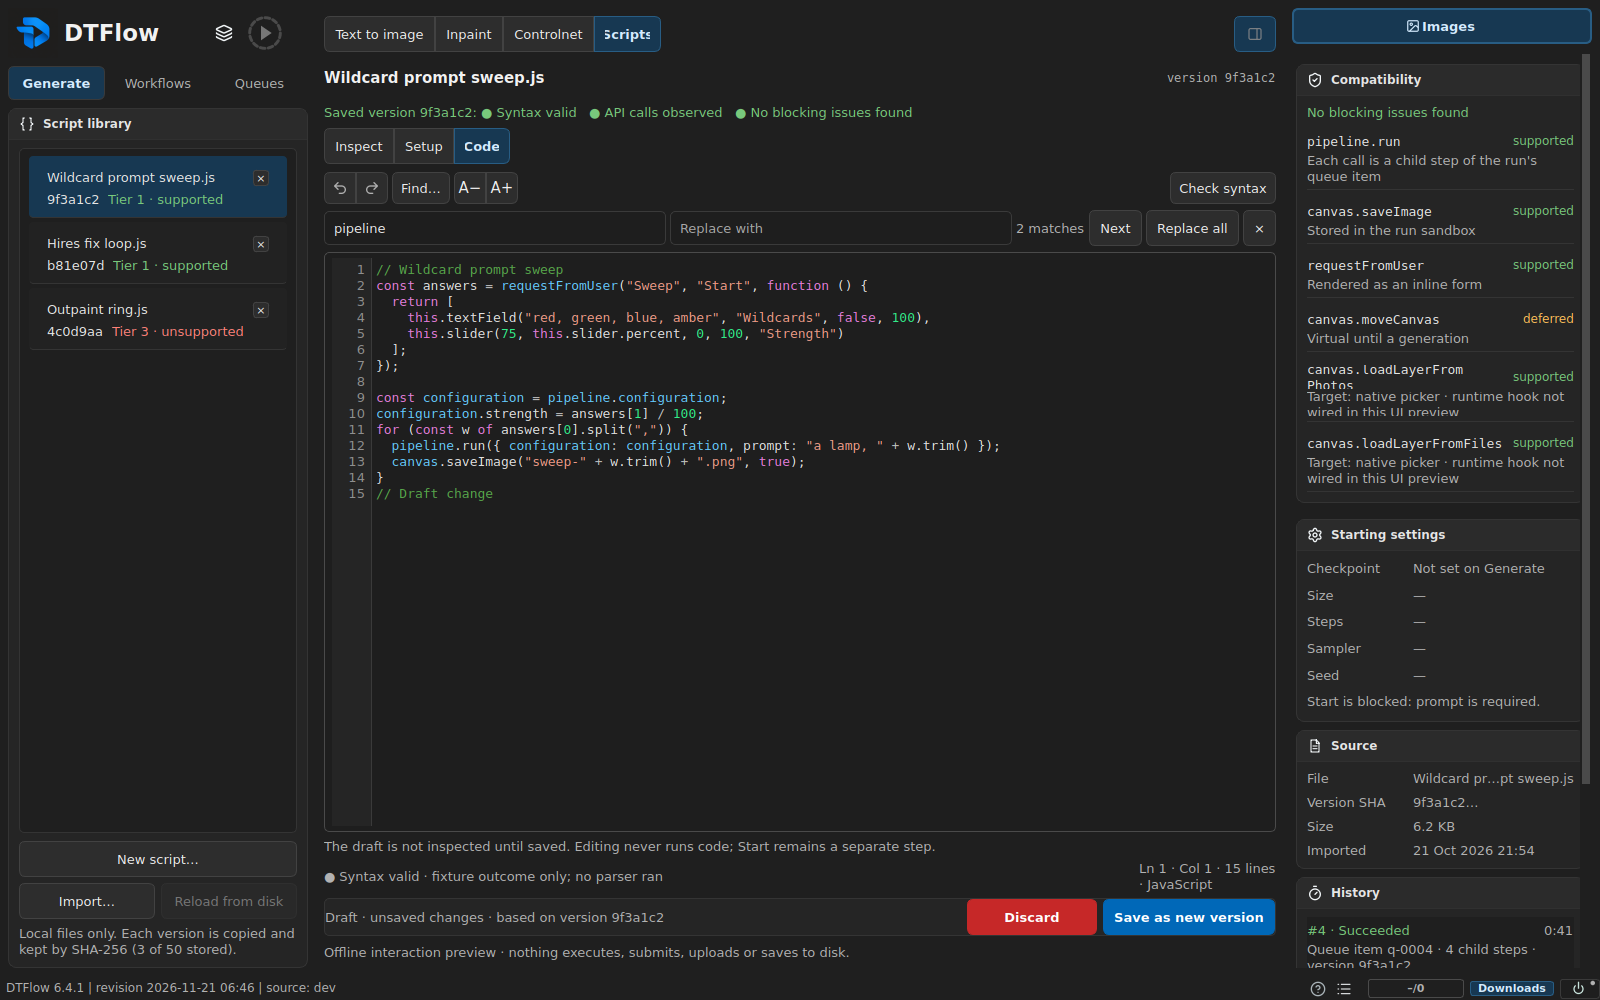 DTFlow
Generate
Workflows
Queues
Script library
Wildcard prompt sweep.js
9f3a1c2 Tier 1 · supported
Hires fix loop.js
b81e07d Tier 1 · supported
Outpaint ring.js
4c0d9aa Tier 3 · unsupported
New script...
Import...
Reload from disk
Local files only. Each version is copied and
kept by SHA-256 (3 of 50 stored).
Text to image
Inpaint
Controlnet
Scripts
Wildcard prompt sweep.js
version 9f3a1c2
Saved version 9f3a1c2: ● Syntax valid ● API calls observed ● No blocking issues found
Inspect
Setup
Code
Find...
A−
A+
Check syntax
pipeline
Replace with
2 matches
Next
Replace all
×
1 // Wildcard prompt sweep
2 const answers = requestFromUser("Sweep", "Start", function () {
3 return [
4 this.textField("red, green, blue, amber", "Wildcards", false, 100),
5 this.slider(75, this.slider.percent, 0, 100, "Strength")
6 ];
7 });
8
9 const configuration = pipeline.configuration;
10 configuration.strength = answers[1] / 100;
11 for (const w of answers[0].split(",")) {
12 pipeline.run({ configuration: configuration, prompt: "a lamp, " + w.trim() });
13 canvas.saveImage("sweep-" + w.trim() + ".png", true);
14 }
15 // Draft change
The draft is not inspected until saved. Editing never runs code; Start remains a separate step.
● Syntax valid · fixture outcome only; no parser ran
Ln 1 · Col 1 · 15 lines
· JavaScript
Draft · unsaved changes · based on version 9f3a1c2
Discard
Save as new version
Offline interaction preview · nothing executes, submits, uploads or saves to disk.
Images
Compatibility
No blocking issues found
pipeline.run supported
Each call is a child step of the run's
queue item
canvas.saveImage supported
Stored in the run sandbox
requestFromUser supported
Rendered as an inline form
canvas.moveCanvas deferred
Virtual until a generation
canvas.loadLayerFrom
Photos supported
Target: native picker · runtime hook not
wired in this UI preview
canvas.loadLayerFromFiles supported
Target: native picker · runtime hook not
wired in this UI preview
Starting settings
Checkpoint Not set on Generate
Size —
Steps —
Sampler —
Seed —
Start is blocked: prompt is required.
Source
File Wildcard pr...pt sweep.js
Version SHA 9f3a1c2...
Size 6.2 KB
Imported 21 Oct 2026 21:54
History
#4 · Succeeded 0:41
Queue item q-0004 · 4 child steps ·
version 9f3a1c2
DTFlow 6.4.1 | revision 2026-11-21 06:46 | source: dev
-/0
Downloads